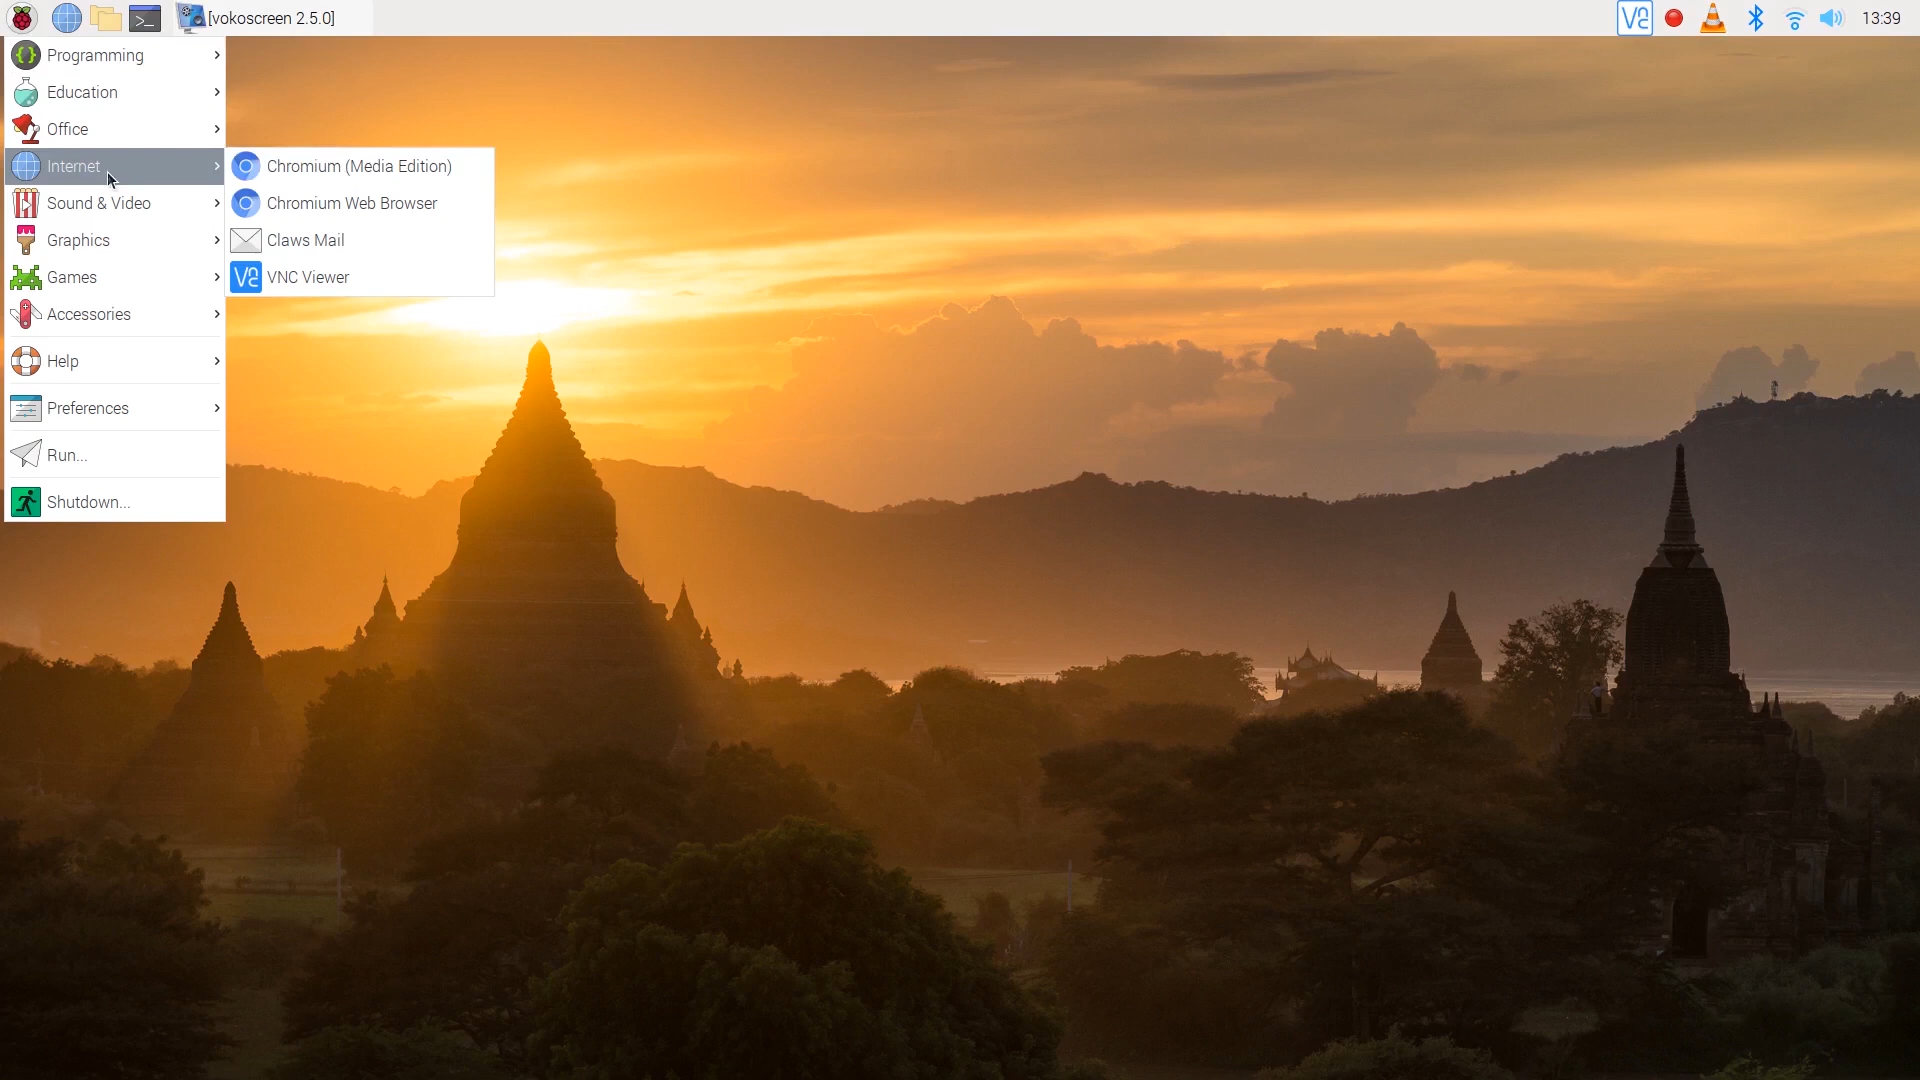 [vokoscreen 2.5.0]
13:39
Programming
Education
Office
Internet
Sound & Video
Graphics
Games
Accessories
Help
Preferences
Run...
Shutdown...
Chromium (Media Edition)
Chromium Web Browser
Claws Mail
VNC Viewer